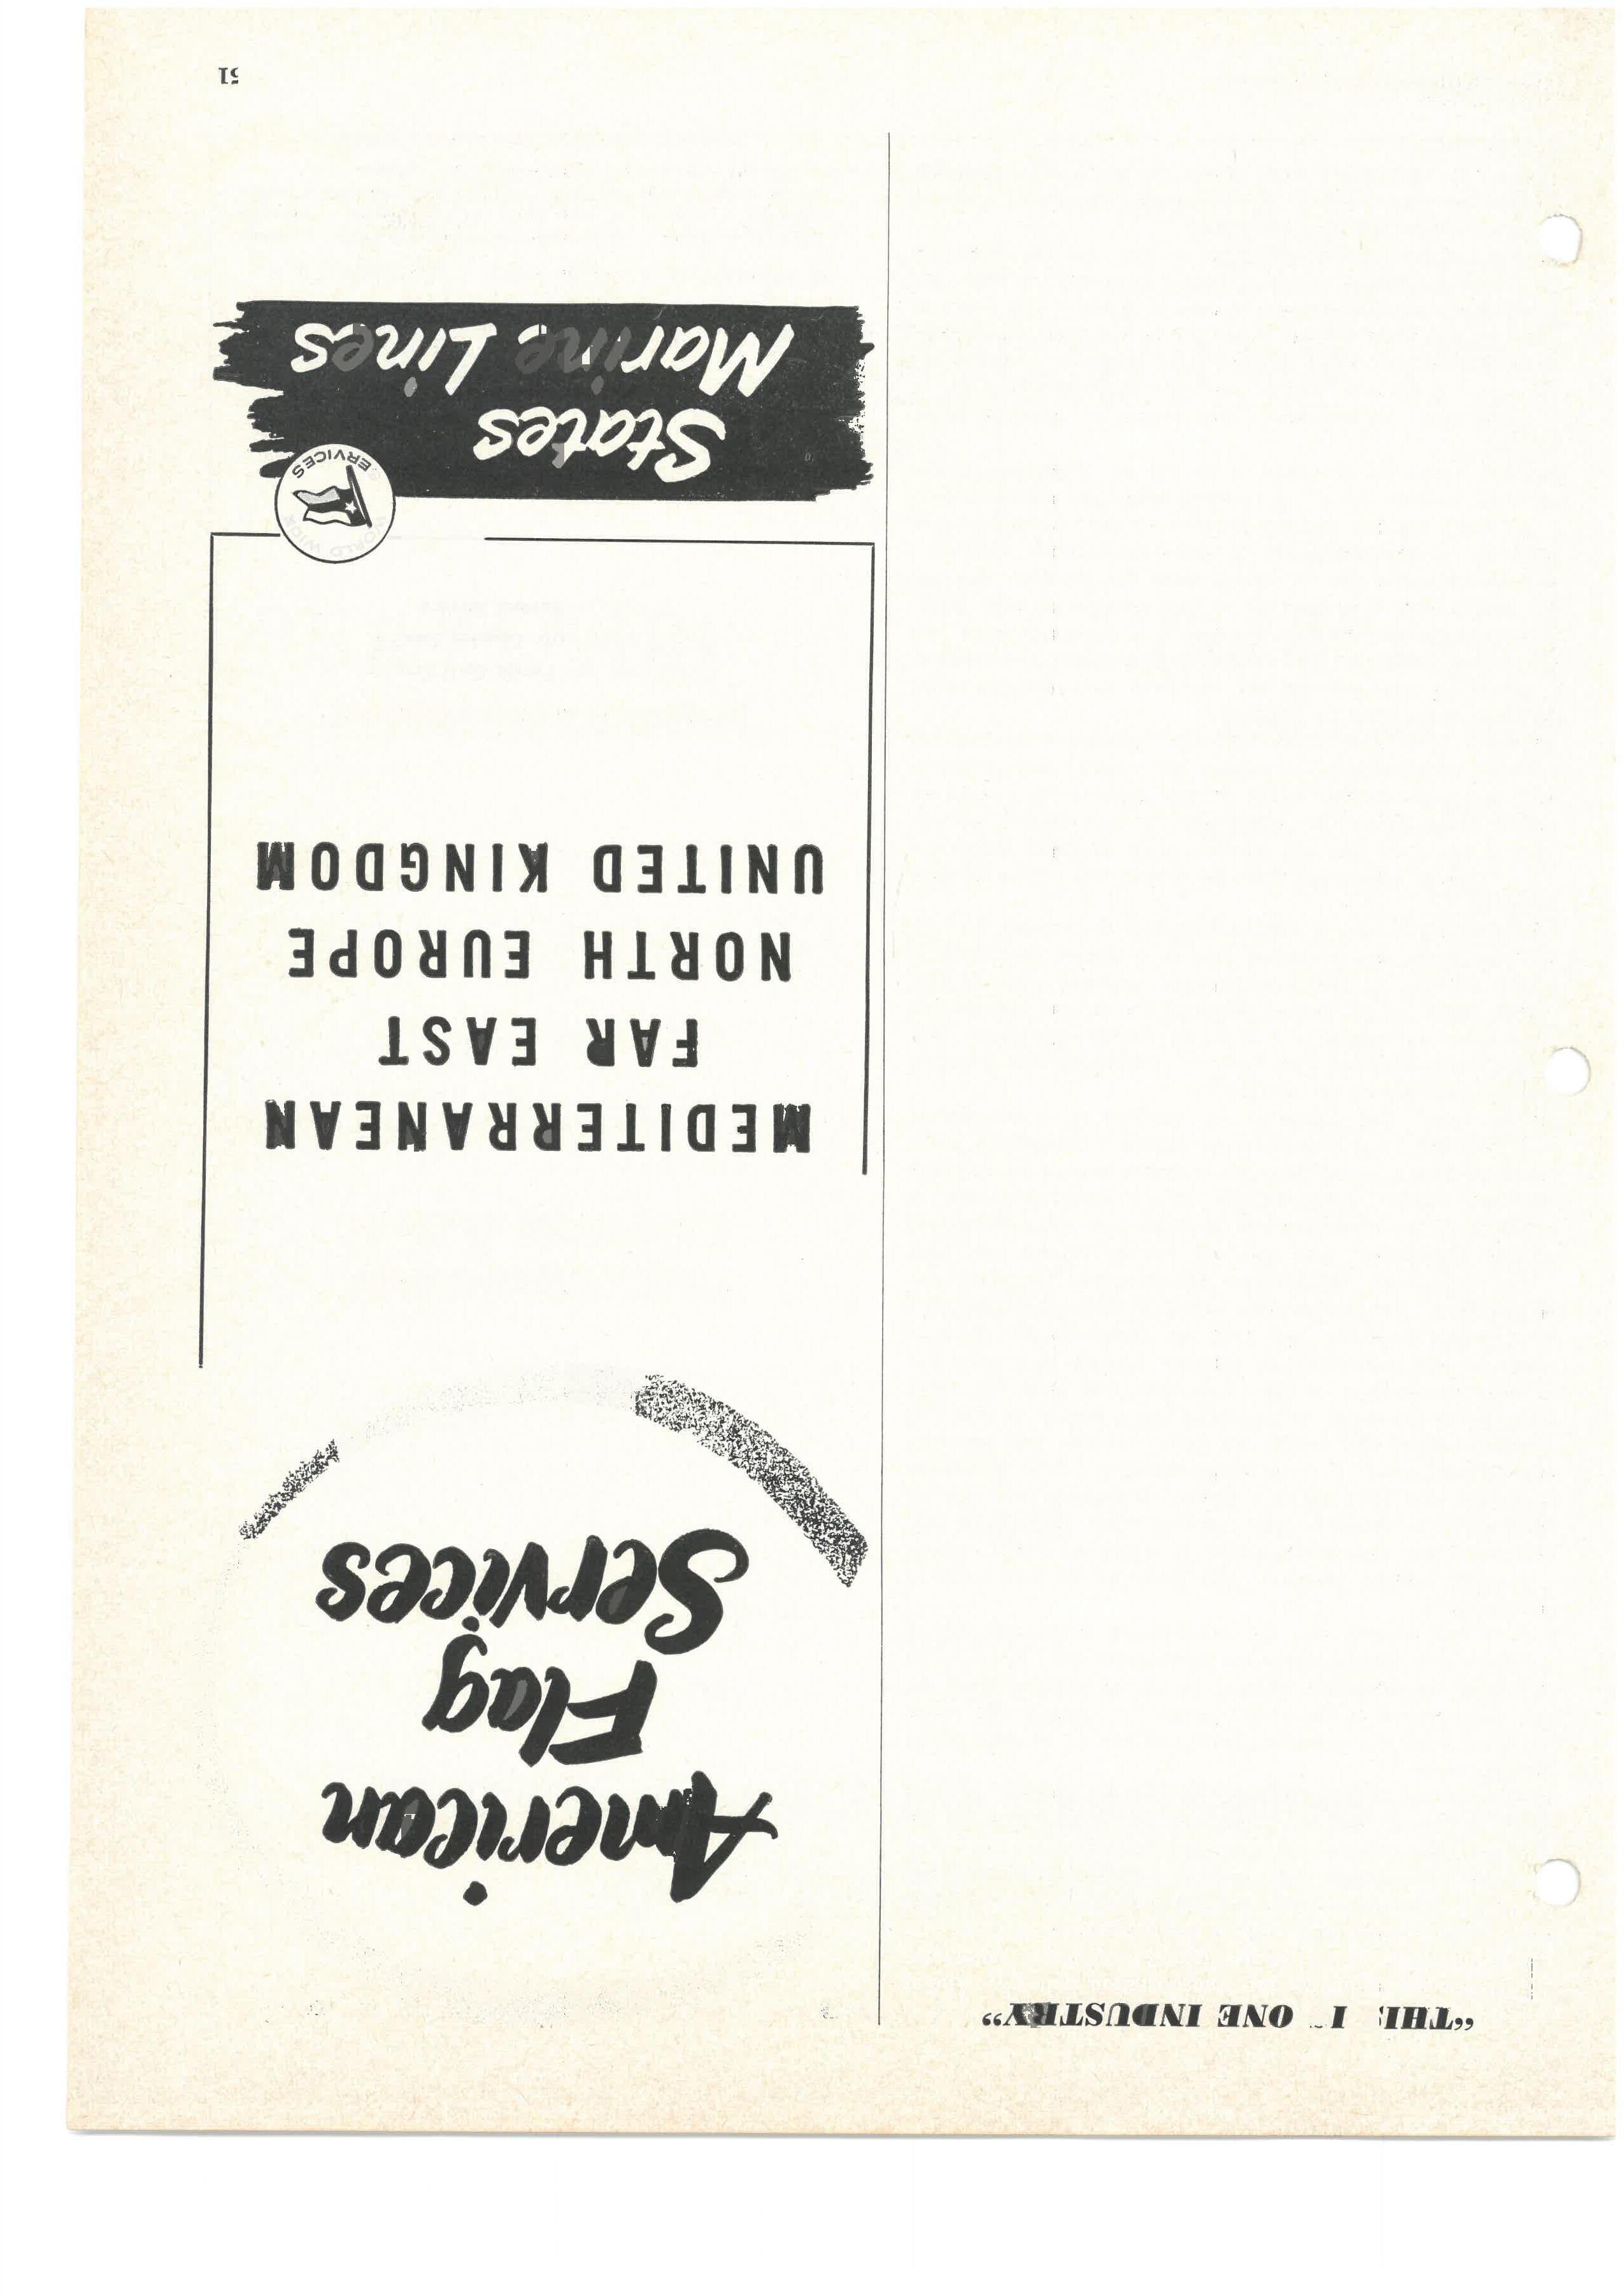 "THIS I ONE INDUSTRY"
American
Flag
Services
MEDITERRANEAN
FAR EAST
NORTH EUROPE
UNITED KINGDOM
WORLD WIDE
SERVICES
States
Marine Lines
51